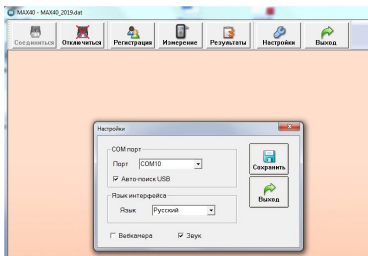 MAX40 - MAX40_2019.dat
Соединиться Отключиться Регистрация Измерение Результаты Настройки Выход
Настройки
COM порт
Порт COM10
Авто-поиск USB
Сохранить
Язык интерфейса
Язык Русский
Выход
Вебкамера Звук